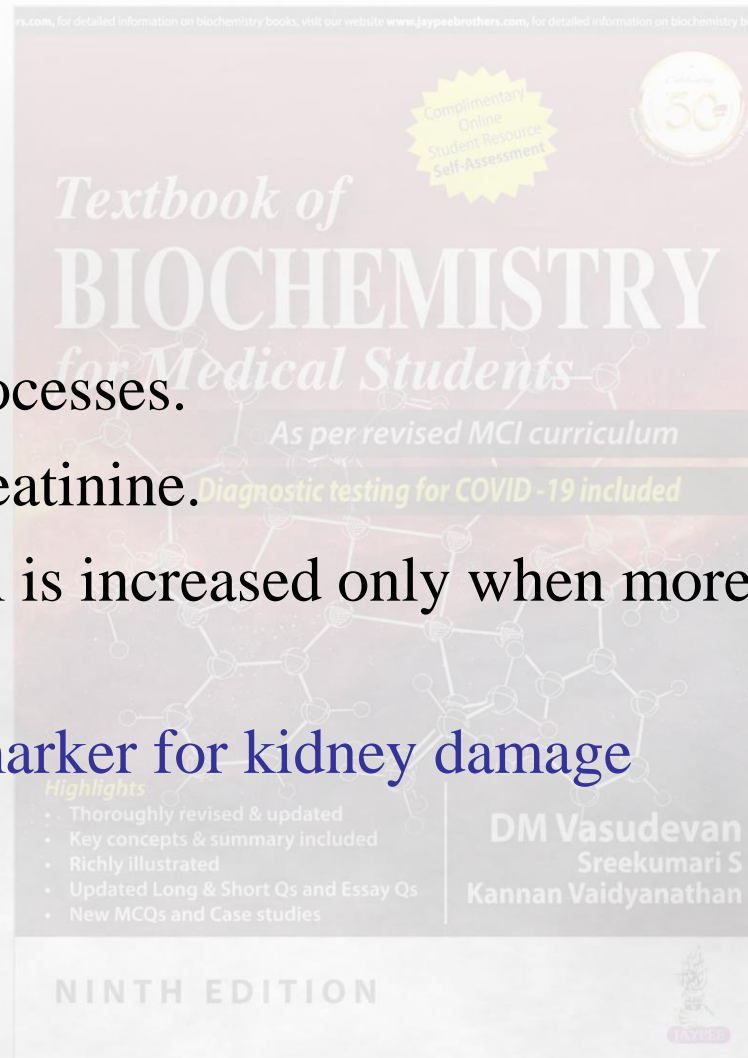 rs.com, for detailed information on biochemistry books, visit our website www.jaypeebrothers.com, for detailed information on biochemistry b
Complimentary
Online
Student Resource
Self-Assessment
50
Textbook of
BIOCHEMISTRY
for Medical Students
ocesses.
As per revised MCI curriculum
eatinine.
Diagnostic testing for COVID -19 included
is increased only when more
narker for kidney damage
Highlights
• Thoroughly revised & updated
• Key concepts & summary included
• Richly illustrated
• Updated Long & Short Qs and Essay Qs
• New MCQs and Case studies
DM Vasudevan
Sreekumari S
Kannan Vaidyanathan
NINTH EDITION
JAYPEE